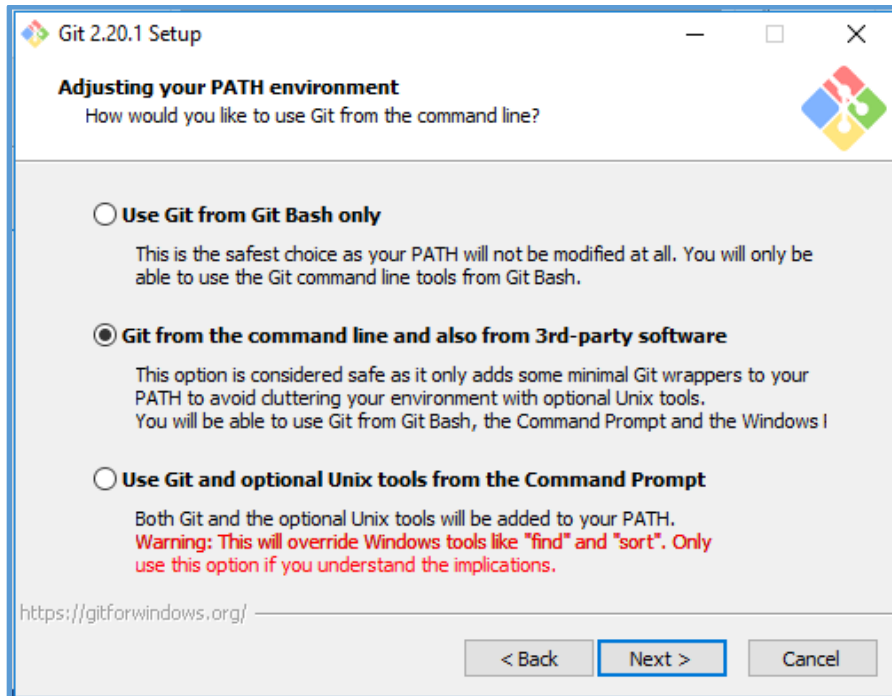 Git 2.20.1 Setup
Adjusting your PATH environment
How would you like to use Git from the command line?
Use Git from Git Bash only
This is the safest choice as your PATH will not be modified at all. You will only be
able to use the Git command line tools from Git Bash.
Git from the command line and also from 3rd-party software
This option is considered safe as it only adds some minimal Git wrappers to your
PATH to avoid cluttering your environment with optional Unix tools.
You will be able to use Git from Git Bash, the Command Prompt and the Windows
Use Git and optional Unix tools from the Command Prompt
Both Git and the optional Unix tools will be added to your PATH.
Warning: This will override Windows tools like "find" and "sort". Only
use this option if you understand the implications.
https://gitforwindows.org/
< Back
Next >
Cancel